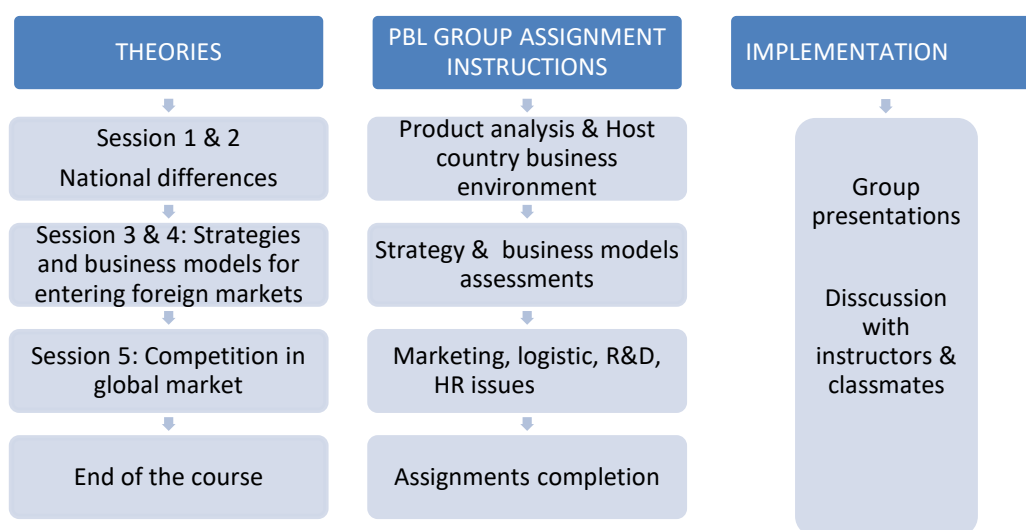 THEORIES
Session 1 & 2
National differences
Session 3 & 4: Strategies
and business models for
entering foreign markets
Session 5: Competition in
global market
End of the course
PBL GROUP ASSIGNMENT
INSTRUCTIONS
Product analysis & Host
country business
environment
Strategy & business models
assessments
Marketing, logistic, R&D,
HR issues
Assignments completion
IMPLEMENTATION
Group
presentations
Disscussion
with
instructors &
classmates